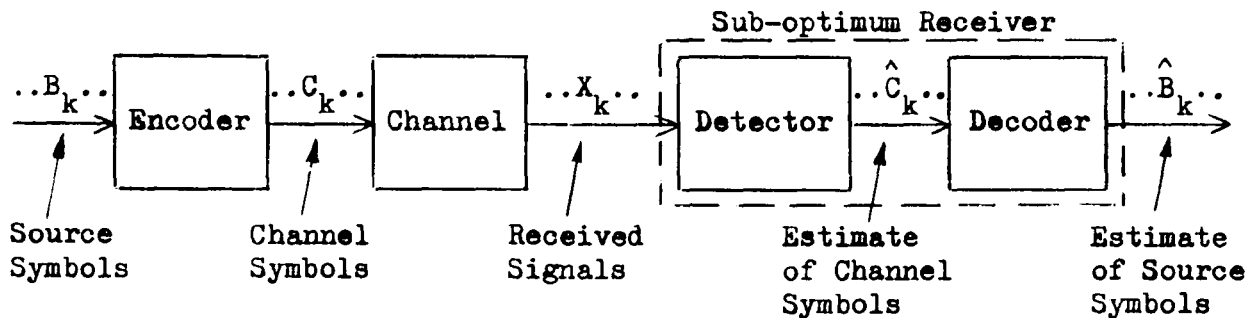 Sub-optimum Receiver
..B_k.. Encoder ..C_k.. Channel ..X_k.. Detector ..Ĉ_k.. Decoder ..B̂_k..
Source Symbols
Channel Symbols
Received Signals
Estimate of Channel Symbols
Estimate of Source Symbols